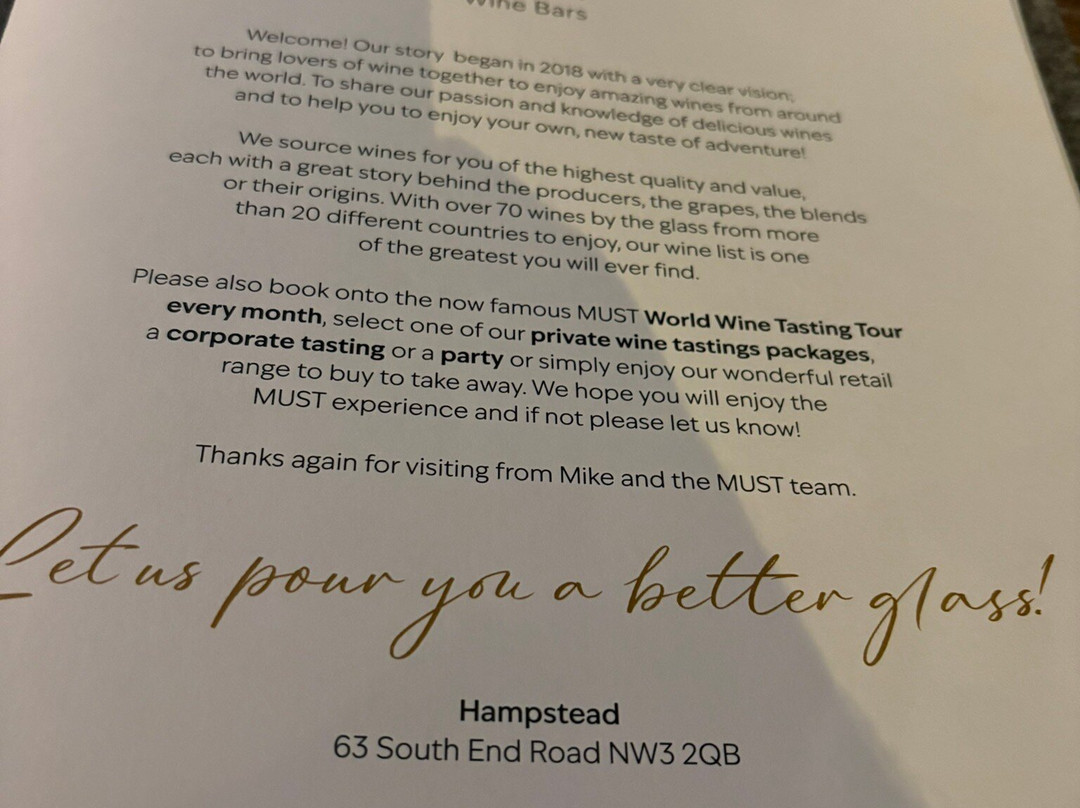 Wine Bars
Welcome! Our story began in 2018 with a very clear vision;
to bring lovers of wine together to enjoy amazing wines from around
the world. To share our passion and knowledge of delicious wines
and to help you to enjoy your own, new taste of adventure!
We source wines for you of the highest quality and value,
each with a great story behind the producers, the grapes, the blends
or their origins. With over 70 wines by the glass from more
than 20 different countries to enjoy, our wine list is one
of the greatest you will ever find.
Please also book onto the now famous MUST World Wine Tasting Tour
every month, select one of our private wine tastings packages,
a corporate tasting or a party or simply enjoy our wonderful retail
range to buy to take away. We hope you will enjoy the
MUST experience and if not please let us know!
Thanks again for visiting from Mike and the MUST team.
Let us pour you a better glass!
Hampstead
63 South End Road NW3 2QB